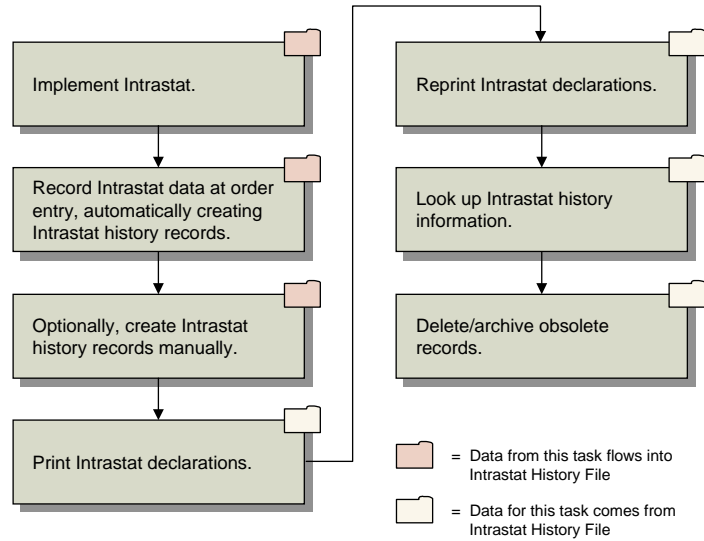 Implement Intrastat.
Record Intrastat data at order
entry, automatically creating
Intrastat history records.
Optionally, create Intrastat
history records manually.
Print Intrastat declarations.
Reprint Intrastat declarations.
Look up Intrastat history
information.
Delete/archive obsolete
records.
= Data from this task flows into
Intrastat History File
= Data for this task comes from
Intrastat History File